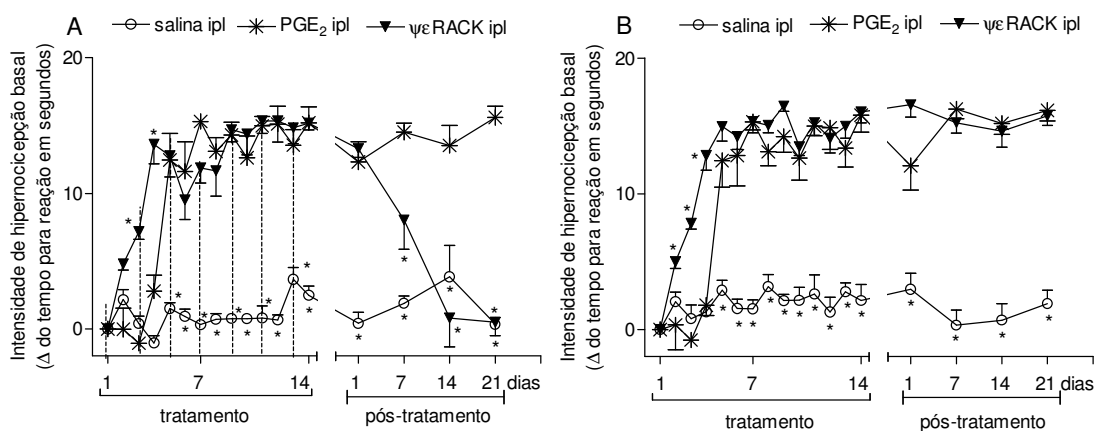 A
salina ipl PGE2 ipl ψεRACK ipl
Intensidade de hipernocicepção basal
(Δ do tempo para reação em segundos)
20
10
0
* * * * * * * * * * * * * * *
1 7 14 1 7 14 21 dias
tratamento pós-tratamento
B
salina ipl PGE2 ipl ψεRACK ipl
Intensidade de hipernocicepção basal
(Δ do tempo para reação em segundos)
20
10
0
* * * * * * * * * * * * * * * * *
1 7 14 1 7 14 21 dias
tratamento pós-tratamento